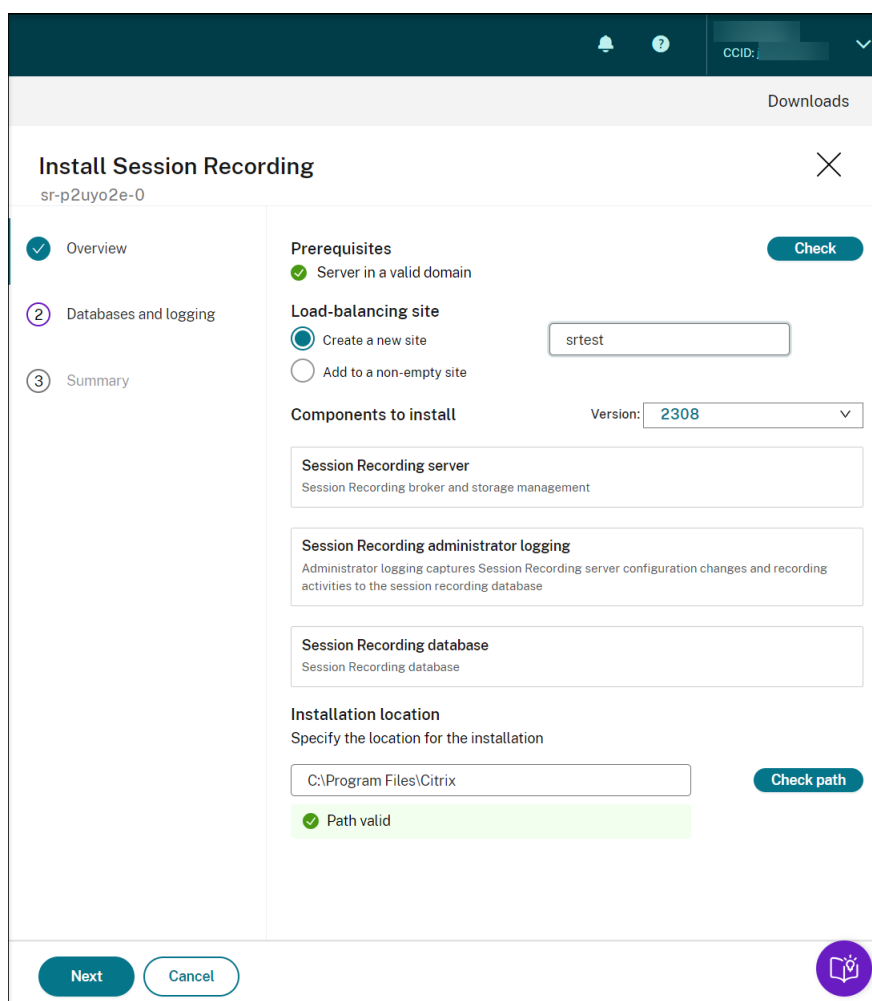 ?
CCID:
Downloads
Install Session Recording
sr-p2uyo2e-0
Overview
2 Databases and logging
3 Summary
Prerequisites
Check
Server in a valid domain
Load-balancing site
Create a new site
srtest
Add to a non-empty site
Components to install
Version:
2308
Session Recording server
Session Recording broker and storage management
Session Recording administrator logging
Administrator logging captures Session Recording server configuration changes and recording
activities to the session recording database
Session Recording database
Session Recording database
Installation location
Specify the location for the installation
C:\Program Files\Citrix
Check path
Path valid
Next
Cancel